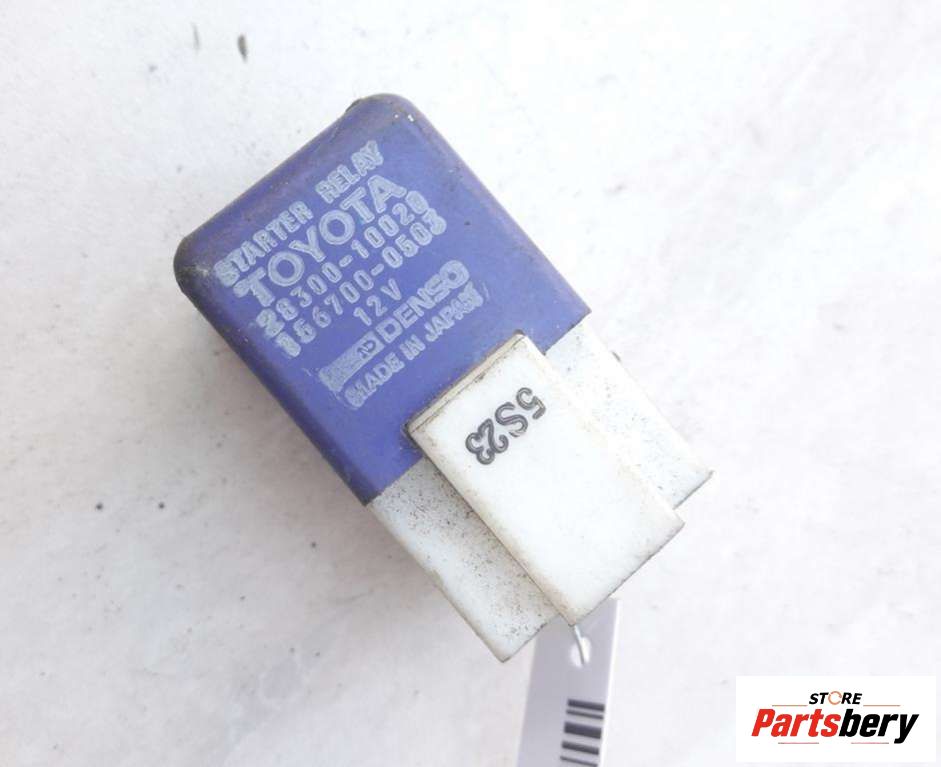 STARTER RELAY
TOYOTA
28300-10020
156700-0503
12V
DENSO
MADE IN JAPAN
5S23
STORE
Partsbery